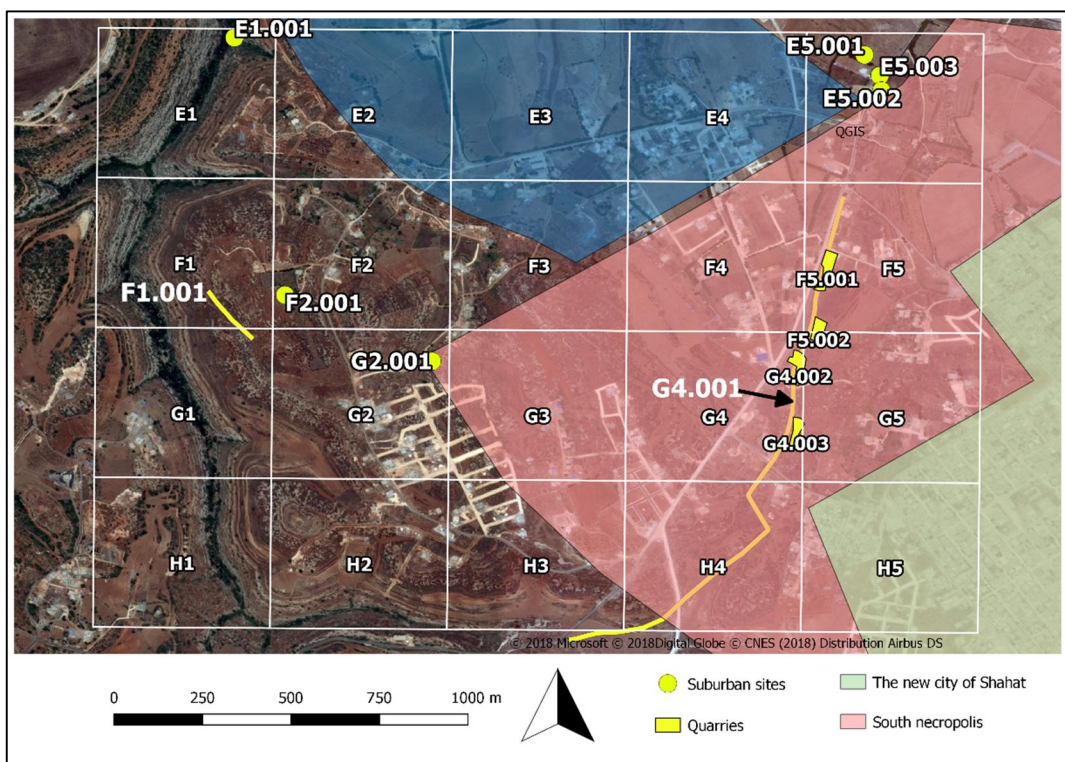 E1.001
E5.001
E5.003
E5.002
E1
E2
E3
E4
QGIS
F1
F2
F3
F4
F5
F1.001
F2.001
F5.001
F5.002
G2.001
G4.002
G4.001
G1
G2
G3
G4
G5
G4.003
H1
H2
H3
H4
H5
© 2018 Microsoft © 2018Digital Globe © CNES (2018) Distribution Airbus DS
0 250 500 750 1000 m
Suburban sites
The new city of Shahat
Quarries
South necropolis